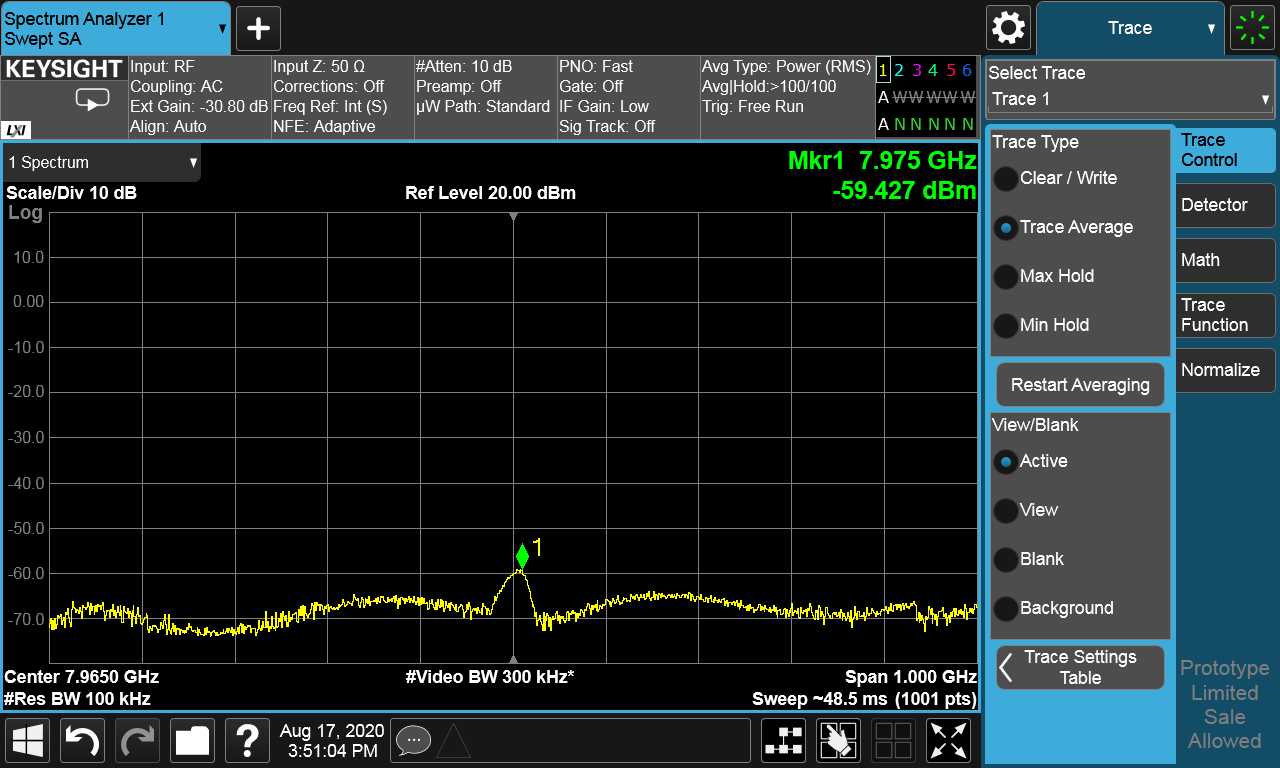 Spectrum Analyzer 1
Swept SA
Trace
KEYSIGHT
LXI
Input: RF
Coupling: AC
Ext Gain: -30.80 dB
Align: Auto
Input Z: 50 Ω
Corrections: Off
Freq Ref: Int (S)
NFE: Adaptive
#Atten: 10 dB
Preamp: Off
µW Path: Standard
PNO: Fast
Gate: Off
IF Gain: Low
Sig Track: Off
Avg Type: Power (RMS)
Avg|Hold:>100/100
Trig: Free Run
1 2 3 4 5 6
A W W W W W
A N N N N N
Select Trace
Trace 1
1 Spectrum
Mkr1 7.975 GHz
-59.427 dBm
Scale/Div 10 dB
Ref Level 20.00 dBm
Log
10.0
0.00
-10.0
-20.0
-30.0
-40.0
-50.0
-60.0
-70.0
1
Center 7.9650 GHz
#Video BW 300 kHz*
Span 1.000 GHz
#Res BW 100 kHz
Sweep ~48.5 ms (1001 pts)
Trace Type
Clear / Write
Trace Average
Max Hold
Min Hold
Restart Averaging
View/Blank
Active
View
Blank
Background
Trace Settings
Table
Trace
Control
Detector
Math
Trace
Function
Normalize
Prototype
Limited
Sale
Allowed
?
Aug 17, 2020
3:51:04 PM